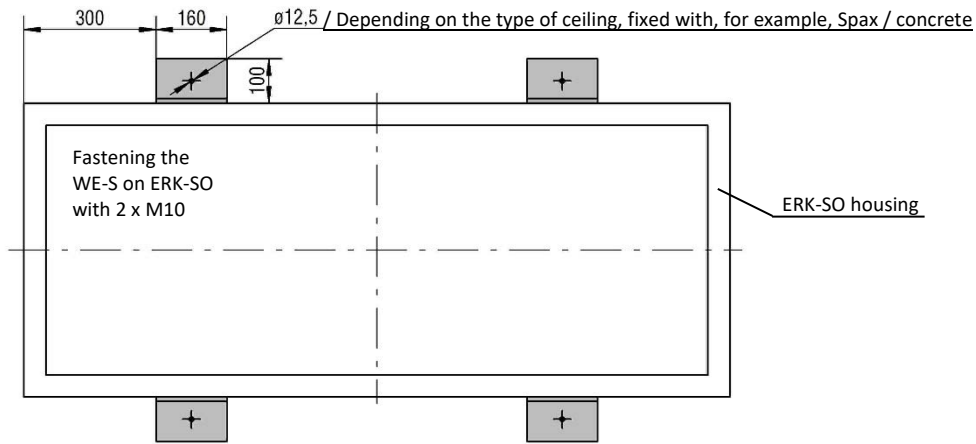 300
160
ø12,5
/ Depending on the type of ceiling, fixed with, for example, Spax / concrete
100
Fastening the
WE-S on ERK-SO
with 2 x M10
ERK-SO housing